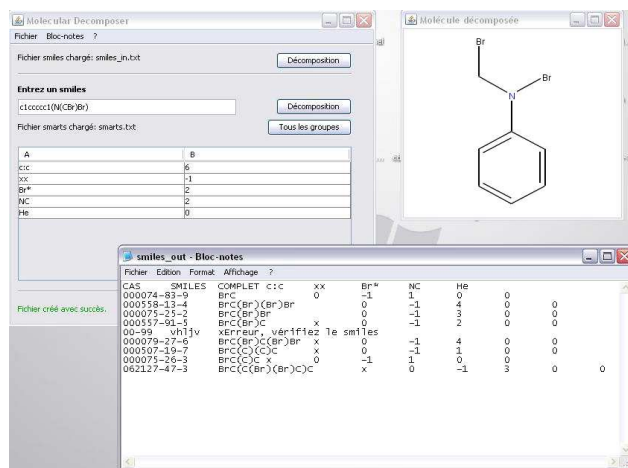 Molecular Decomposer
Fichier Bloc-notes ?
Fichier smiles chargé: smiles_in.txt
Décomposition
Entrez un smiles
c1ccccc1(N(CBr)Br)
Décomposition
Fichier smarts chargé: smarts.txt
Tous les groupes
A B
c:c 6
xx -1
Br* 2
NC 2
He 0
Fichier créé avec succès.
Molécule décomposée
Br
Br
N
smiles_out - Bloc-notes
Fichier Edition Format Affichage ?
CAS SMILES COMPLET c:c xx Br* NC He
000074-83-9 BrC 0 -1 1 0 0
000558-13-4 BrC(Br)(Br)Br 0 -1 4 0 0
000075-25-2 BrC(Br)Br 0 -1 3 0 0
000557-91-5 BrC(Br)C x 0 -1 2 0 0
00-99 vhljv xErreur, vérifiez le smiles
000079-27-6 BrC(Br)C(Br)Br x 0 -1 4 0 0
000507-19-7 BrC(C)(C)C x 0 -1 1 0 0
000075-26-3 BrC(C)C x 0 -1 1 0 0
062127-47-3 BrC(C(Br)(Br)C)C x 0 -1 3 0 0